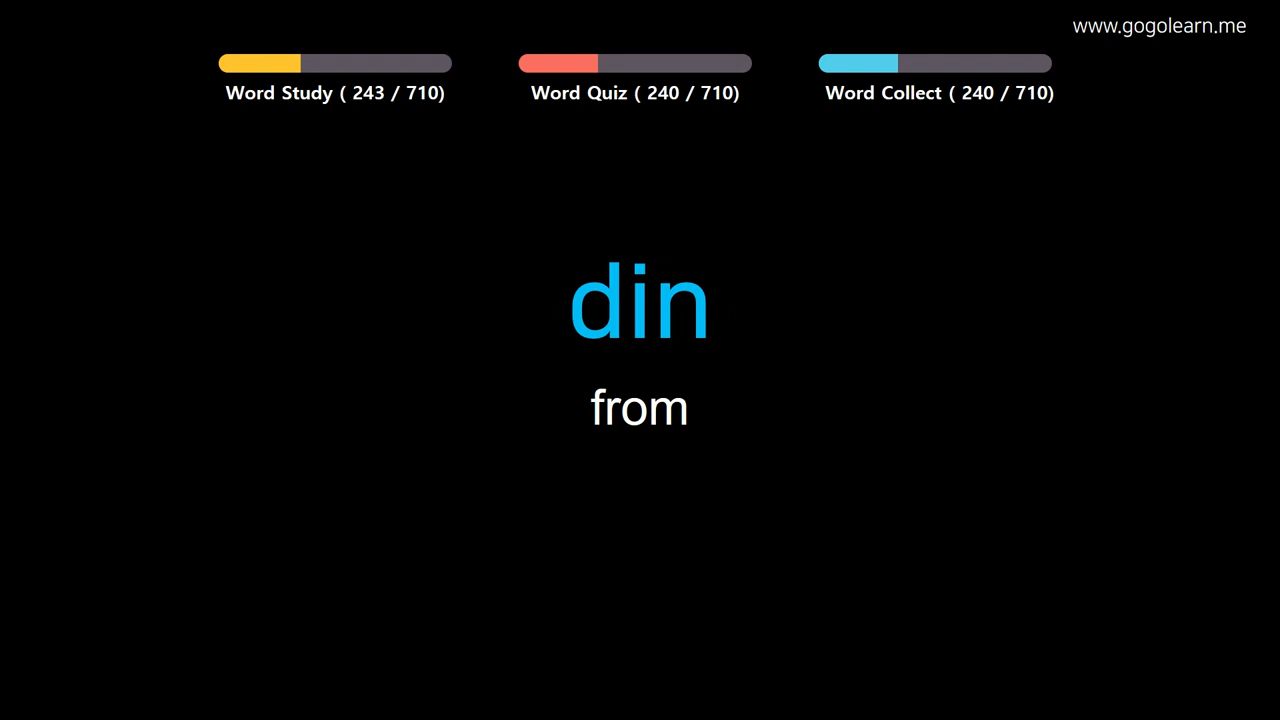 www.gogolearn.me
Word Study ( 243 / 710)
Word Quiz ( 240 / 710)
Word Collect ( 240 / 710)
din
from